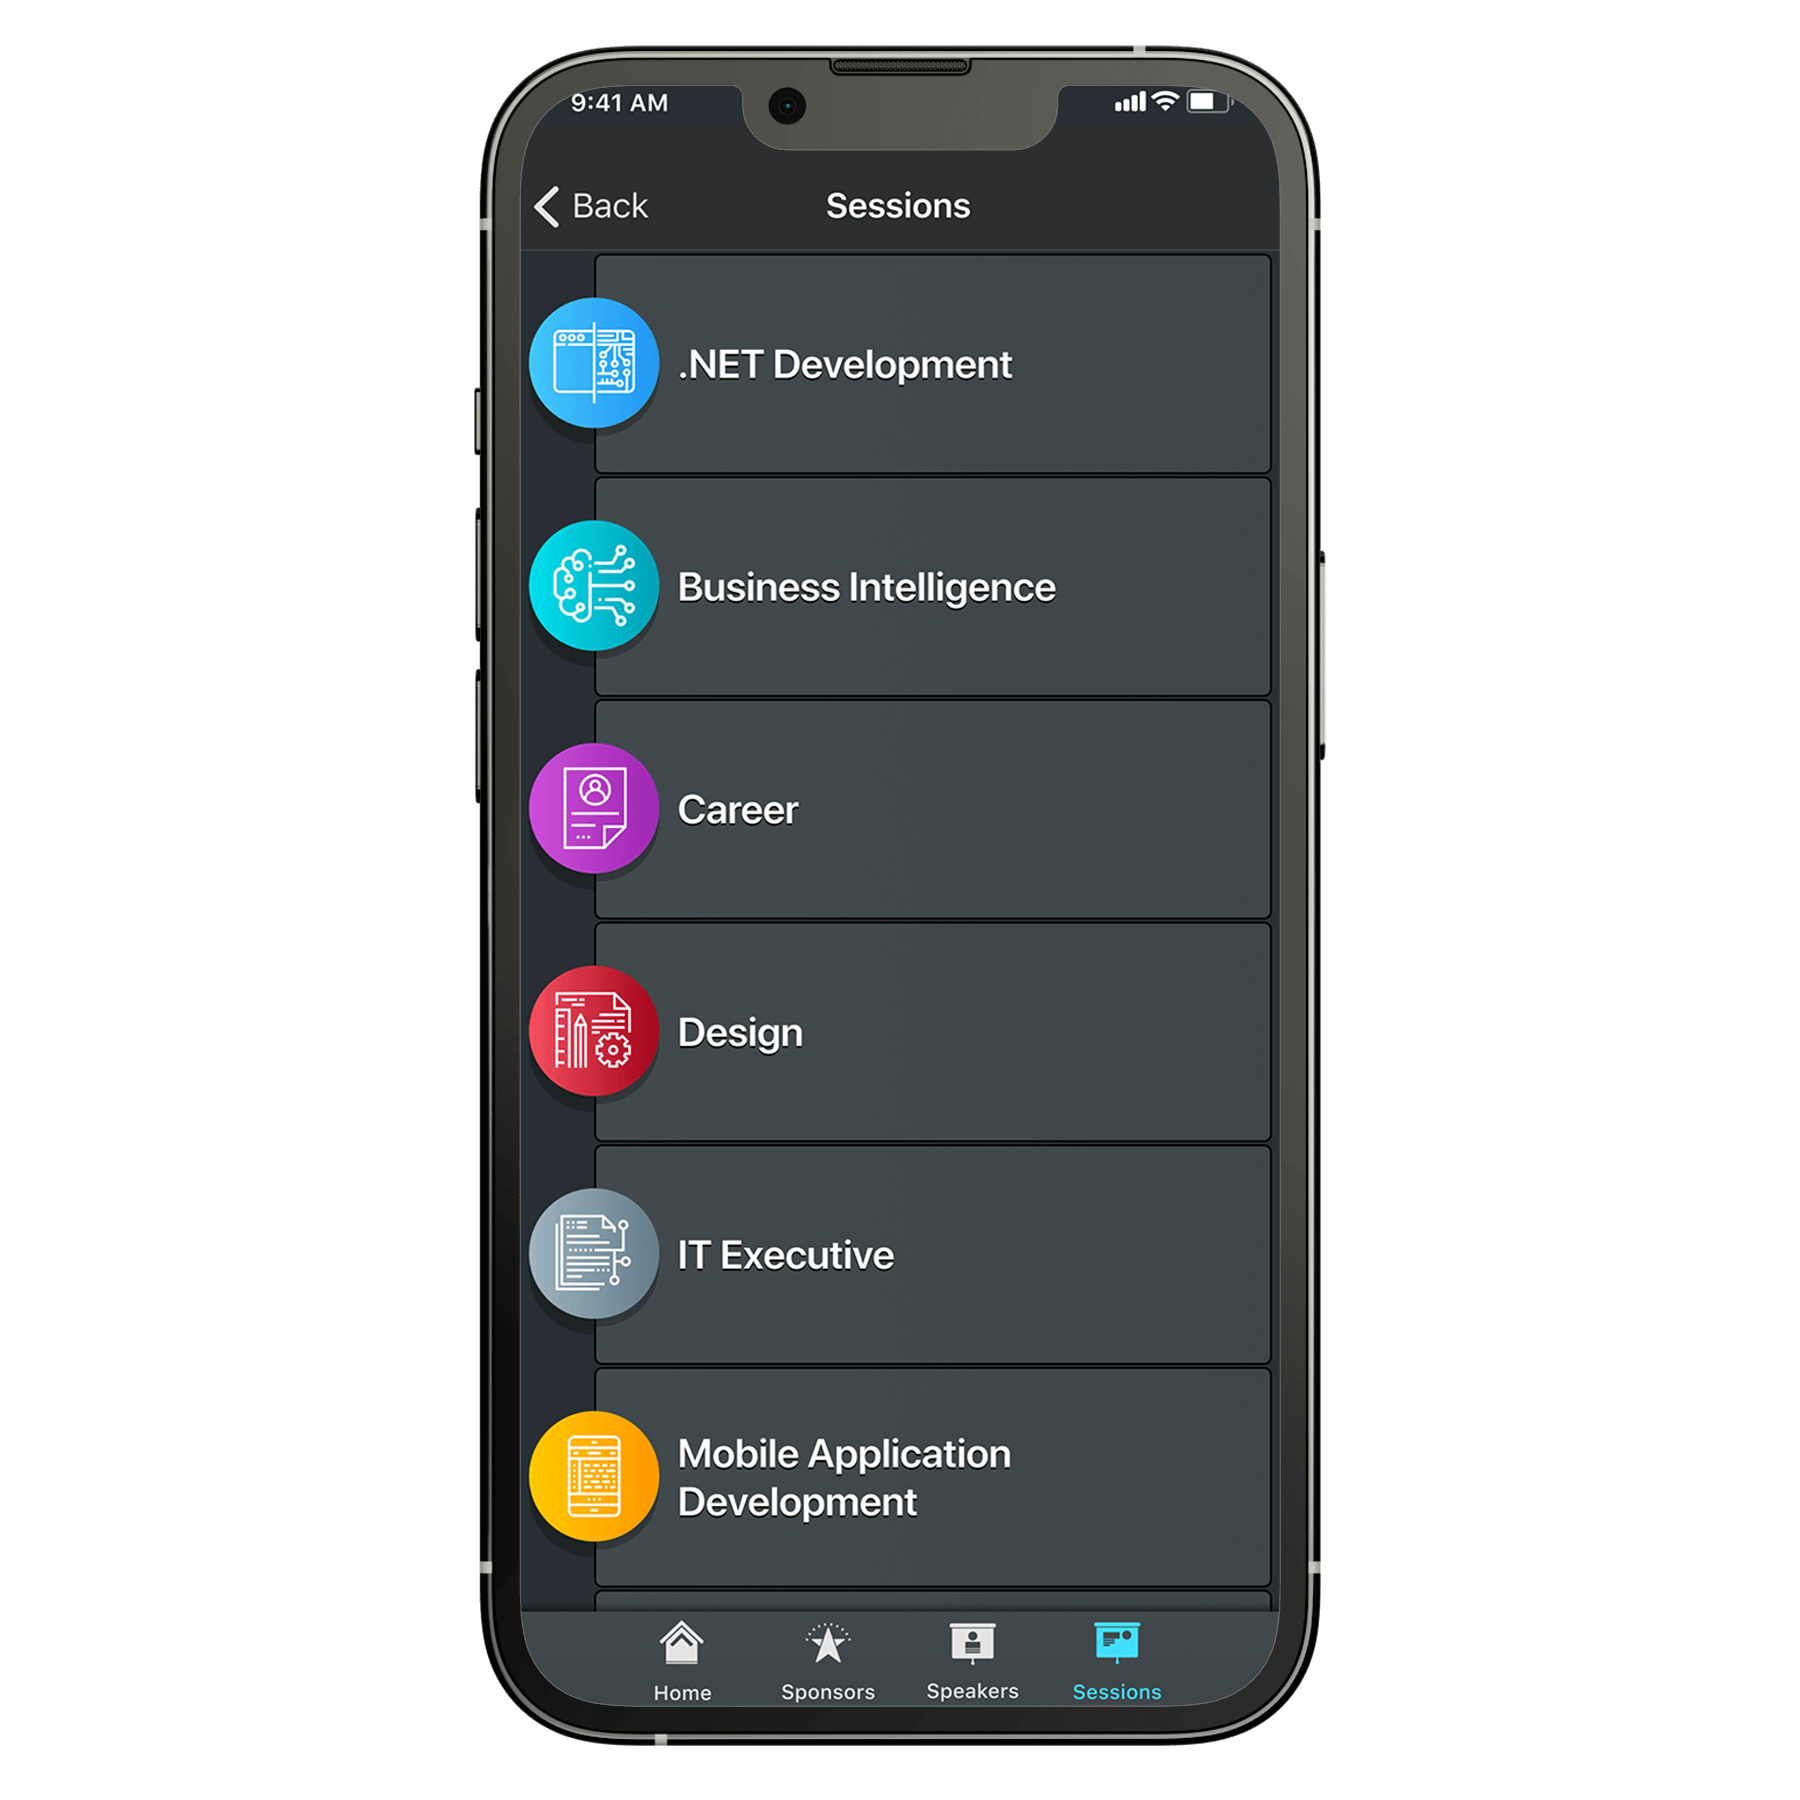 9:41 AM
Back
Sessions
.NET Development
Business Intelligence
Career
Design
IT Executive
Mobile Application
Development
Home
Sponsors
Speakers
Sessions